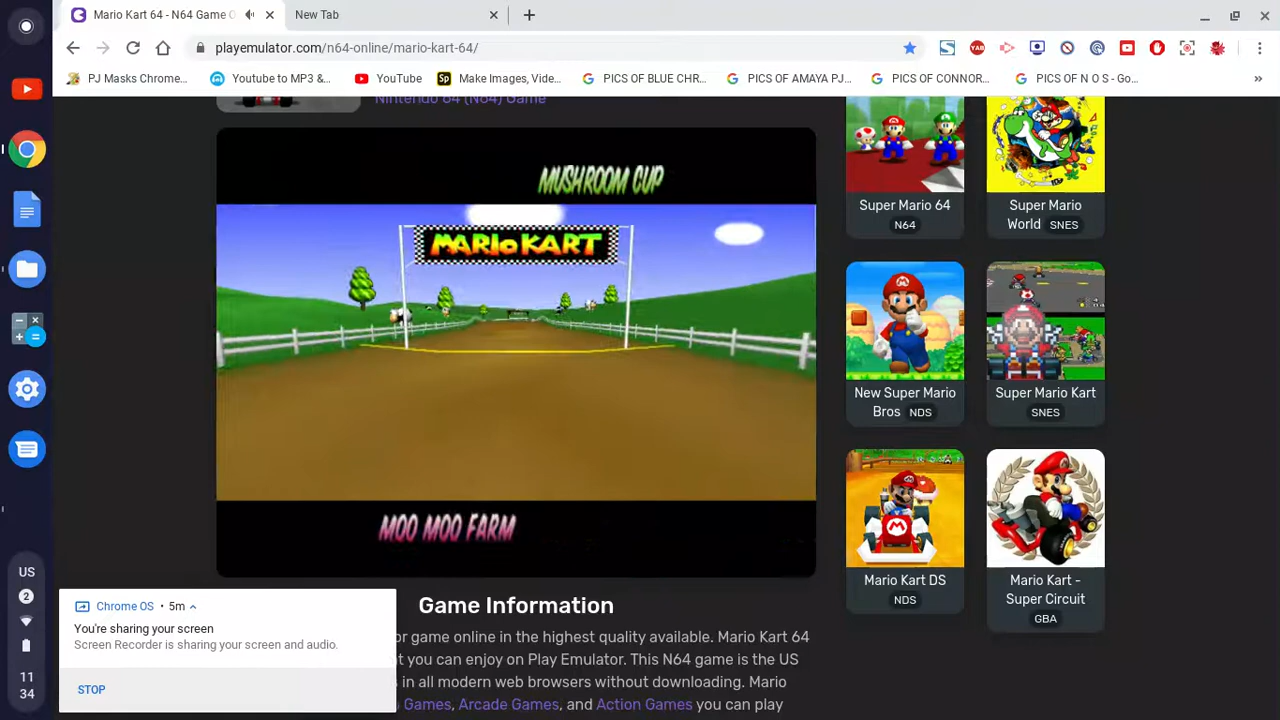 Mario Kart 64 - N64 Game O
New Tab
playemulator.com/n64-online/mario-kart-64/
PJ Masks Chrome...
Youtube to MP3 &...
YouTube
Make Images, Vide...
PICS OF BLUE CHR...
PICS OF AMAYA PJ...
PICS OF CONNOR...
PICS OF N O S - Go...
»
Nintendo 64 (N64) Game
MUSHROOM CUP
MARIO KART
MOO MOO FARM
Super Mario 64
N64
Super Mario
World SNES
New Super Mario
Bros NDS
Super Mario Kart
SNES
Mario Kart DS
NDS
Mario Kart -
Super Circuit
GBA
Game Information
or game online in the highest quality available. Mario Kart 64
t you can enjoy on Play Emulator. This N64 game is the US
in all modern web browsers without downloading. Mario
Games, Arcade Games, and Action Games you can play
Chrome OS • 5m
You're sharing your screen
Screen Recorder is sharing your screen and audio.
STOP
US
2
11
34